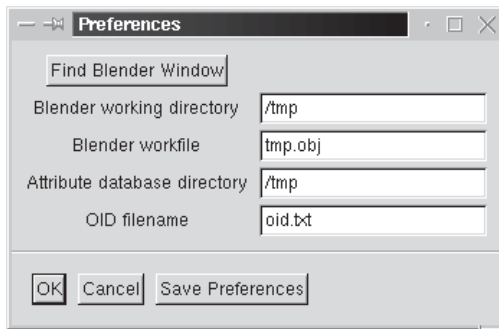 Preferences
Find Blender Window
Blender working directory /tmp
Blender workfile tmp.obj
Attribute database directory /tmp
OID filename oid.txt
OK Cancel Save Preferences